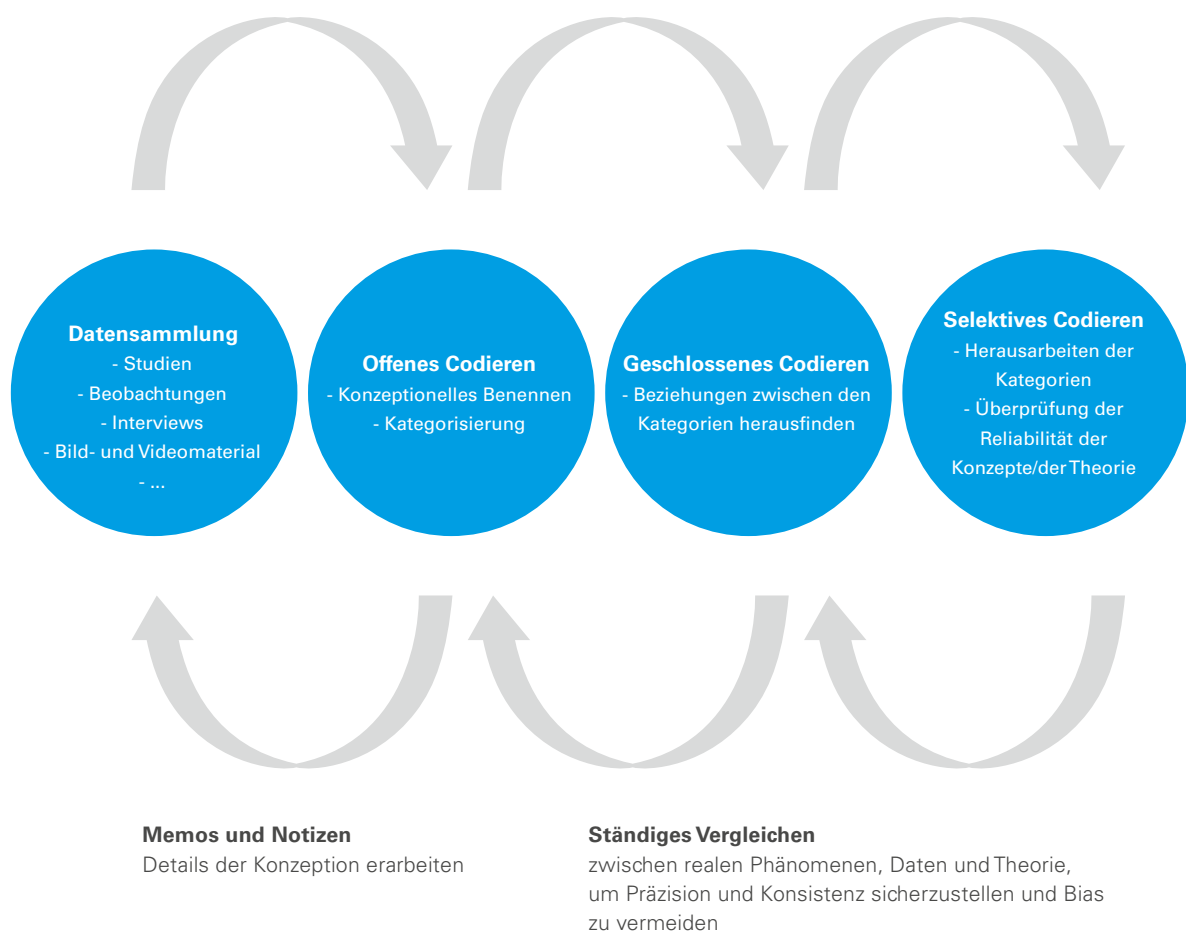 Datensammlung
- Studien
- Beobachtungen
- Interviews
- Bild- und Videomaterial
- ...
Offenes Codieren
- Konzeptionelles Benennen
- Kategorisierung
Geschlossenes Codieren
- Beziehungen zwischen den
Kategorien herausfinden
Selektives Codieren
- Herausarbeiten der
Kategorien
- Überprüfung der
Reliabilität der
Konzepte/der Theorie
Memos und Notizen
Details der Konzeption erarbeiten
Ständiges Vergleichen
zwischen realen Phänomenen, Daten und Theorie,
um Präzision und Konsistenz sicherzustellen und Bias
zu vermeiden